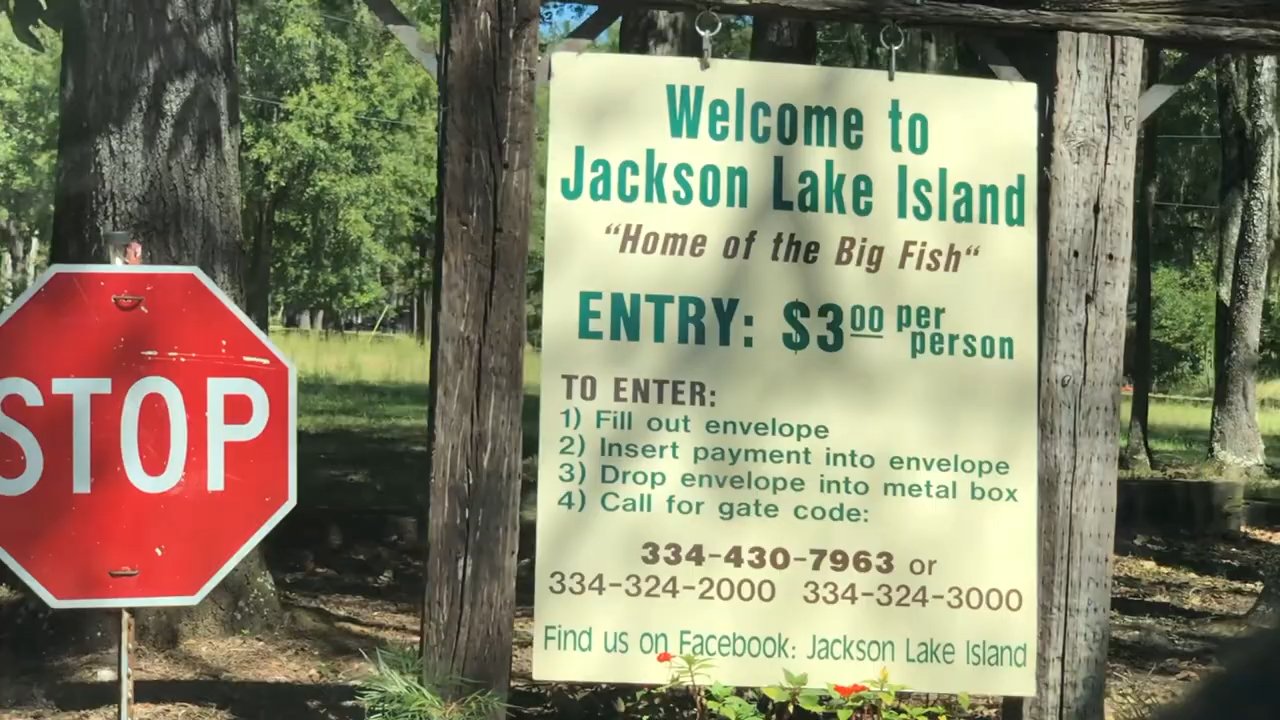 STOP
Welcome to
Jackson Lake Island
"Home of the Big Fish"
ENTRY: $3.00 per person
TO ENTER:
1) Fill out envelope
2) Insert payment into envelope
3) Drop envelope into metal box
4) Call for gate code:
334-430-7963 or
334-324-2000 334-324-3000
Find us on Facebook: Jackson Lake Island